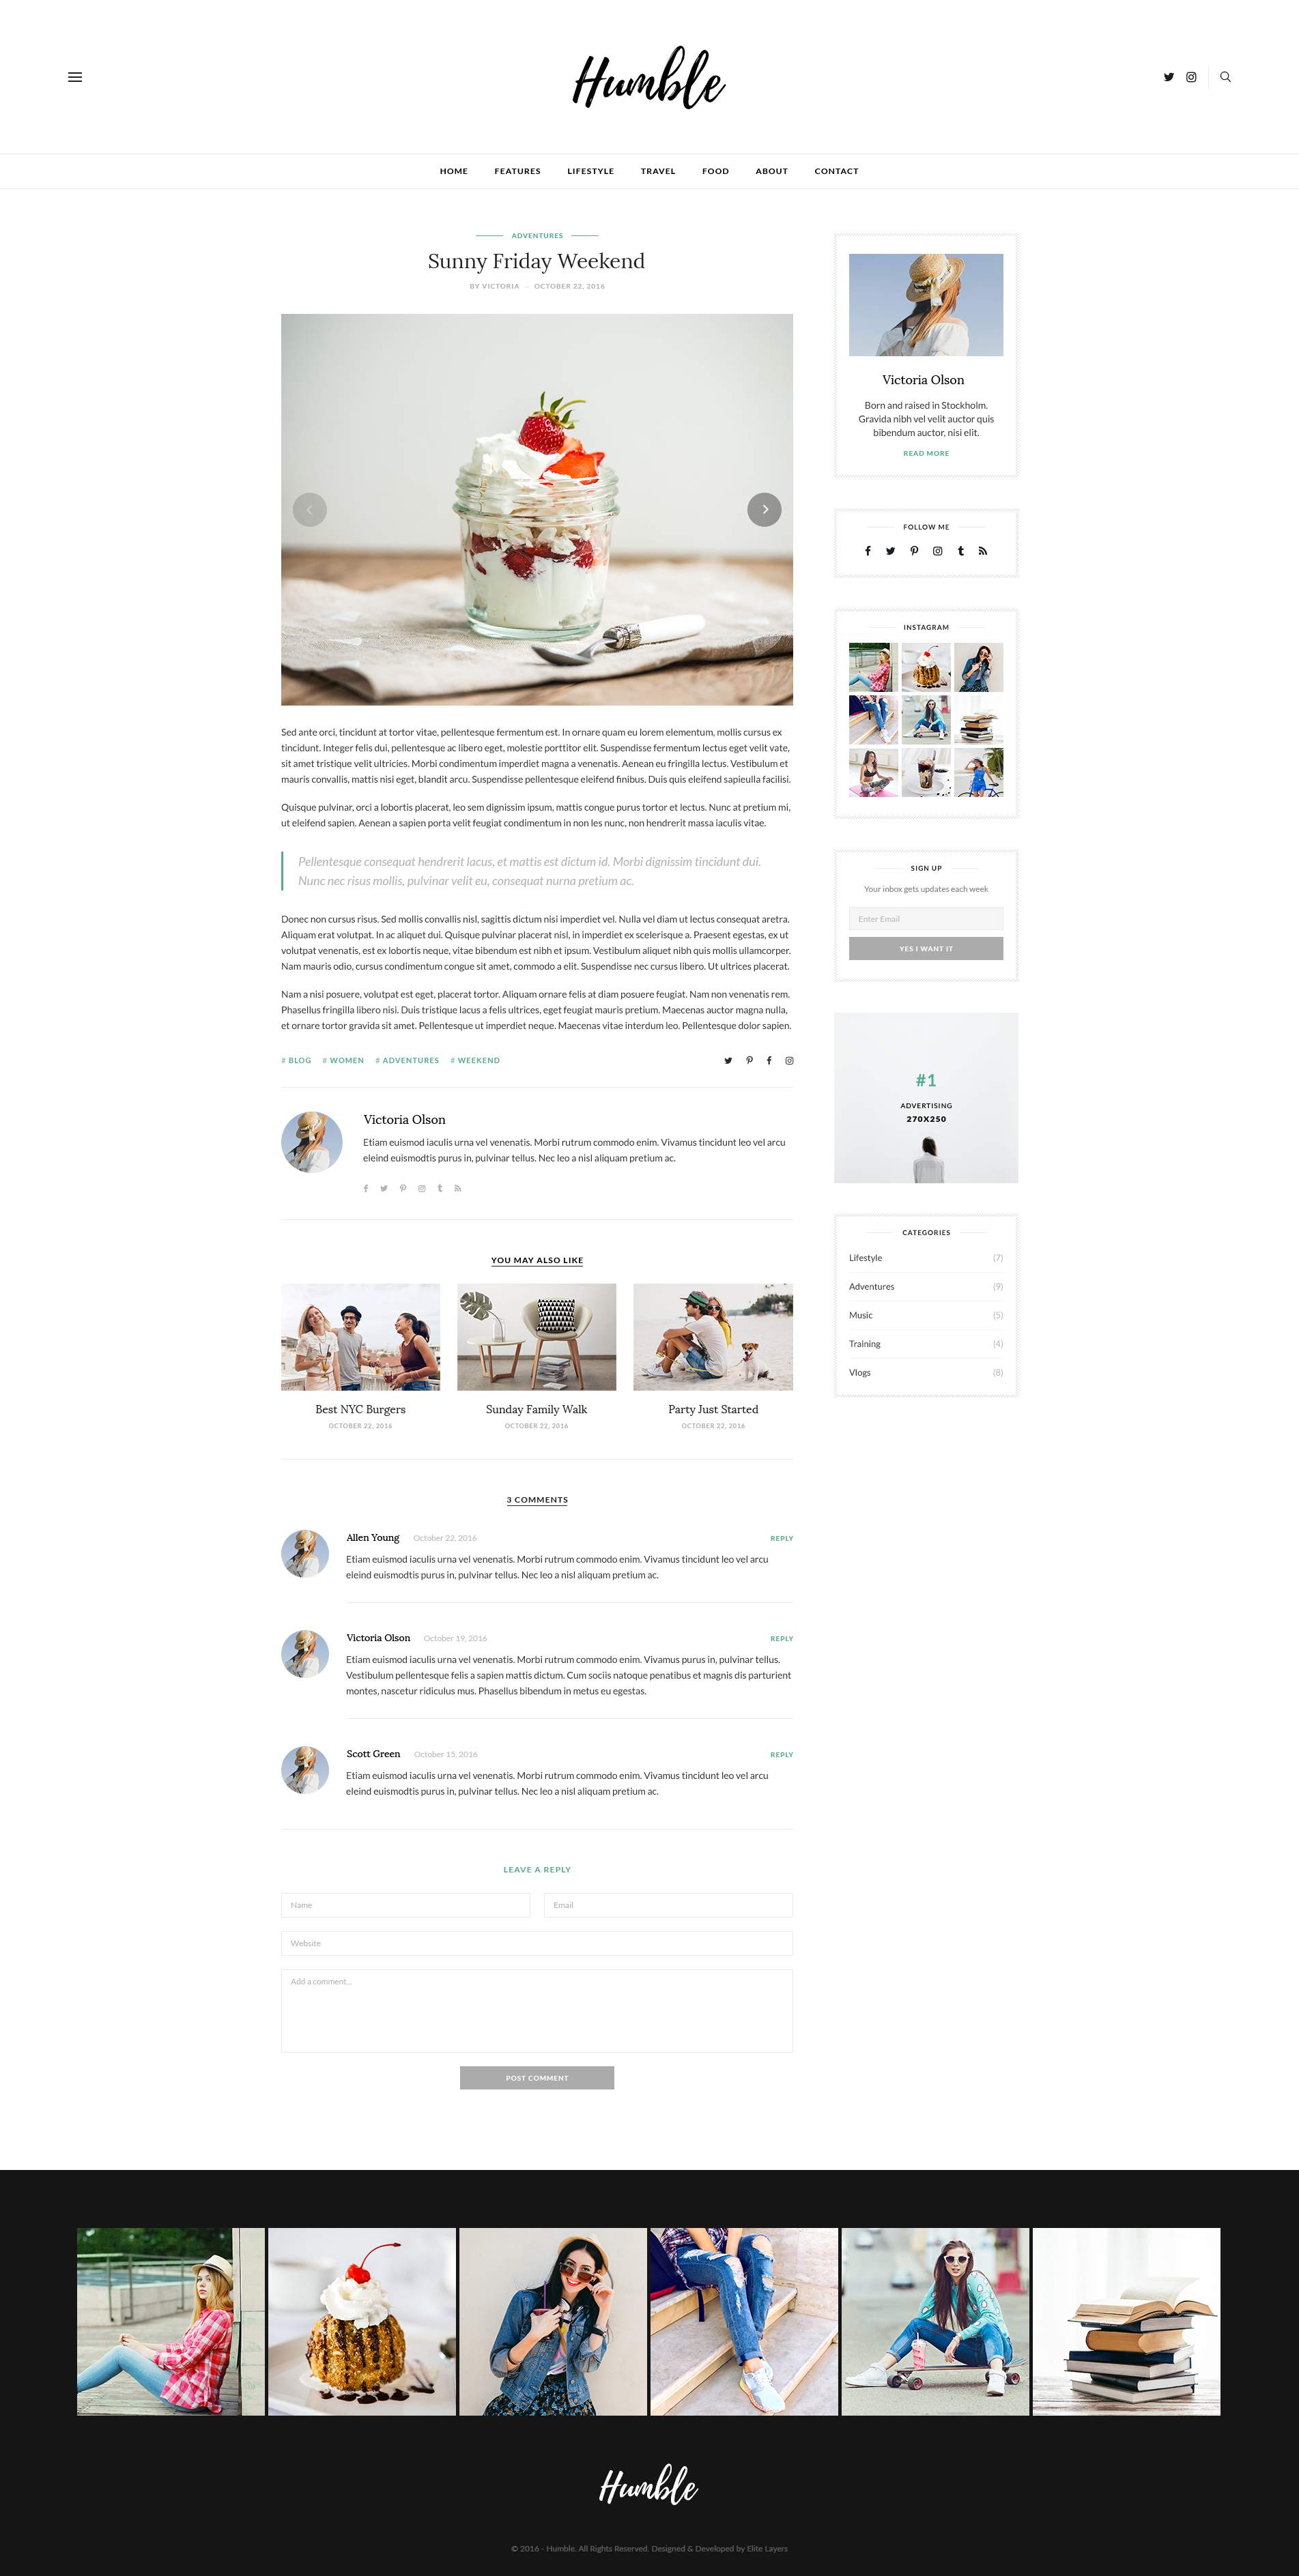 Humble
HOME FEATURES LIFESTYLE TRAVEL FOOD ABOUT CONTACT
ADVENTURES
Sunny Friday Weekend
BY VICTORIA — OCTOBER 22, 2016
Sed ante orci, tincidunt at tortor vitae, pellentesque fermentum est. In ornare quam eu lorem elementum, mollis cursus ex
tincidunt. Integer felis dui, pellentesque ac libero eget, molestie porttitor elit. Suspendisse fermentum lectus eget velit vate,
sit amet tristique velit ultricies. Morbi condimentum imperdiet magna a venenatis. Aenean eu fringilla lectus. Vestibulum et
mauris convallis, mattis nisi eget, blandit arcu. Suspendisse pellentesque eleifend finibus. Duis quis eleifend sapieulla facilisi.
Quisque pulvinar, orci a lobortis placerat, leo sem dignissim ipsum, mattis congue purus tortor et lectus. Nunc at pretium mi,
ut eleifend sapien. Aenean a sapien porta velit feugiat condimentum in non les nunc, non hendrerit massa iaculis vitae.
Pellentesque consequat hendrerit lacus, et mattis est dictum id. Morbi dignissim tincidunt dui.
Nunc nec risus mollis, pulvinar velit eu, consequat nurna pretium ac.
Donec non cursus risus. Sed mollis convallis nisl, sagittis dictum nisi imperdiet vel. Nulla vel diam ut lectus consequat aretra.
Aliquam erat volutpat. In ac aliquet dui. Quisque pulvinar placerat nisl, in imperdiet ex scelerisque a. Praesent egestas, ex ut
volutpat venenatis, est ex lobortis neque, vitae bibendum est nibh et ipsum. Vestibulum aliquet nibh quis mollis ullamcorper.
Nam mauris odio, cursus condimentum congue sit amet, commodo a elit. Suspendisse nec cursus libero. Ut ultrices placerat.
Nam a nisi posuere, volutpat est eget, placerat tortor. Aliquam ornare felis at diam posuere feugiat. Nam non venenatis rem.
Phasellus fringilla libero nisi. Duis tristique lacus a felis ultrices, eget feugiat mauris pretium. Maecenas auctor magna nulla,
et ornare tortor gravida sit amet. Pellentesque ut imperdiet neque. Maecenas vitae interdum leo. Pellentesque dolor sapien.
# BLOG # WOMEN # ADVENTURES # WEEKEND
Victoria Olson
Etiam euismod iaculis urna vel venenatis. Morbi rutrum commodo enim. Vivamus tincidunt leo vel arcu
eleind euismodtis purus in, pulvinar tellus. Nec leo a nisl aliquam pretium ac.
YOU MAY ALSO LIKE
Best NYC Burgers
OCTOBER 22, 2016
Sunday Family Walk
OCTOBER 22, 2016
Party Just Started
OCTOBER 22, 2016
3 COMMENTS
Allen Young October 22, 2016 REPLY
Etiam euismod iaculis urna vel venenatis. Morbi rutrum commodo enim. Vivamus tincidunt leo vel arcu
eleind euismodtis purus in, pulvinar tellus. Nec leo a nisl aliquam pretium ac.
Victoria Olson October 19, 2016 REPLY
Etiam euismod iaculis urna vel venenatis. Morbi rutrum commodo enim. Vivamus purus in, pulvinar tellus.
Vestibulum pellentesque felis a sapien mattis dictum. Cum sociis natoque penatibus et magnis dis parturient
montes, nascetur ridiculus mus. Phasellus bibendum in metus eu egestas.
Scott Green October 15, 2016 REPLY
Etiam euismod iaculis urna vel venenatis. Morbi rutrum commodo enim. Vivamus tincidunt leo vel arcu
eleind euismodtis purus in, pulvinar tellus. Nec leo a nisl aliquam pretium ac.
LEAVE A REPLY
Name Email
Website
Add a comment...
POST COMMENT
Victoria Olson
Born and raised in Stockholm.
Gravida nibh vel velit auctor quis
bibendum auctor, nisi elit.
READ MORE
FOLLOW ME
INSTAGRAM
SIGN UP
Your inbox gets updates each week
Enter Email
YES I WANT IT
#1
ADVERTISING
270X250
CATEGORIES
Lifestyle (7)
Adventures (9)
Music (5)
Training (4)
Vlogs (8)
Humble
© 2016 - Humble. All Rights Reserved. Designed & Developed by Elite Layers